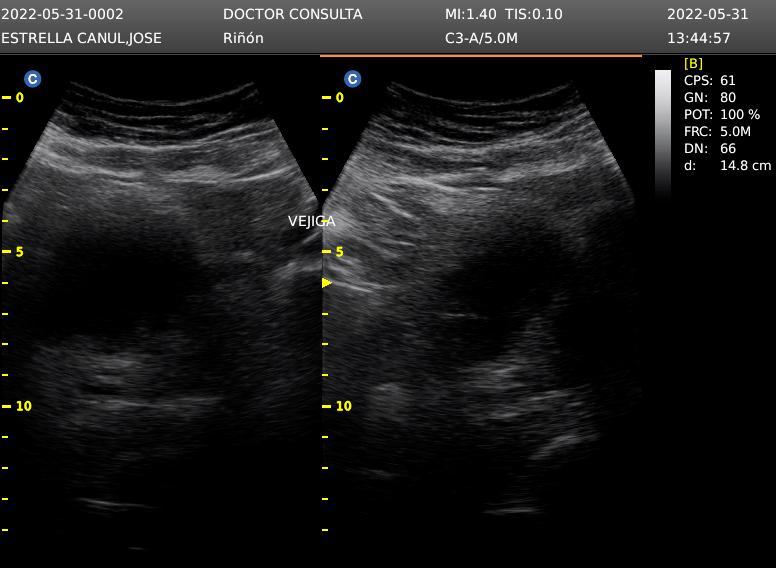 2022-05-31-0002 DOCTOR CONSULTA MI:1.40 TIS:0.10 2022-05-31
ESTRELLA CANUL,JOSE Riñón C3-A/5.0M 13:44:57
[B]
C C
CPS: 61
0 0
GN: 80
POT: 100 %
FRC: 5.0M
DN: 66
d: 14.8 cm
VEJIGA
5 5
10 10